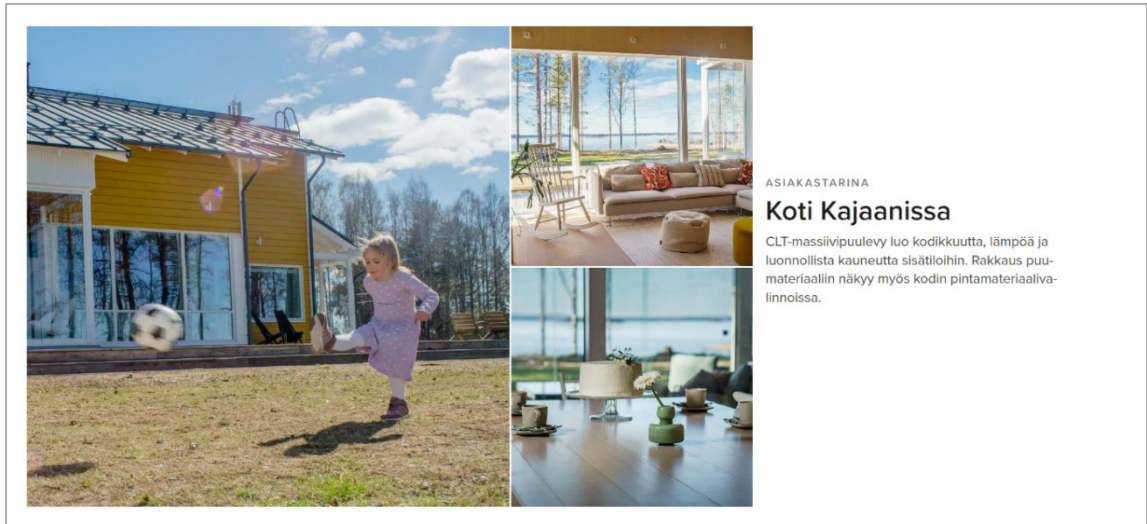 ASIAKASTARINA
Koti Kajaanissa
CLT-massiivipuulevy luo kodikkuutta, lämpöä ja
luonnollista kauneutta sisätiloihin. Rakkaus puu-
materiaaliin näkyy myös kodin pintamateriaaliva-
linnoissa.